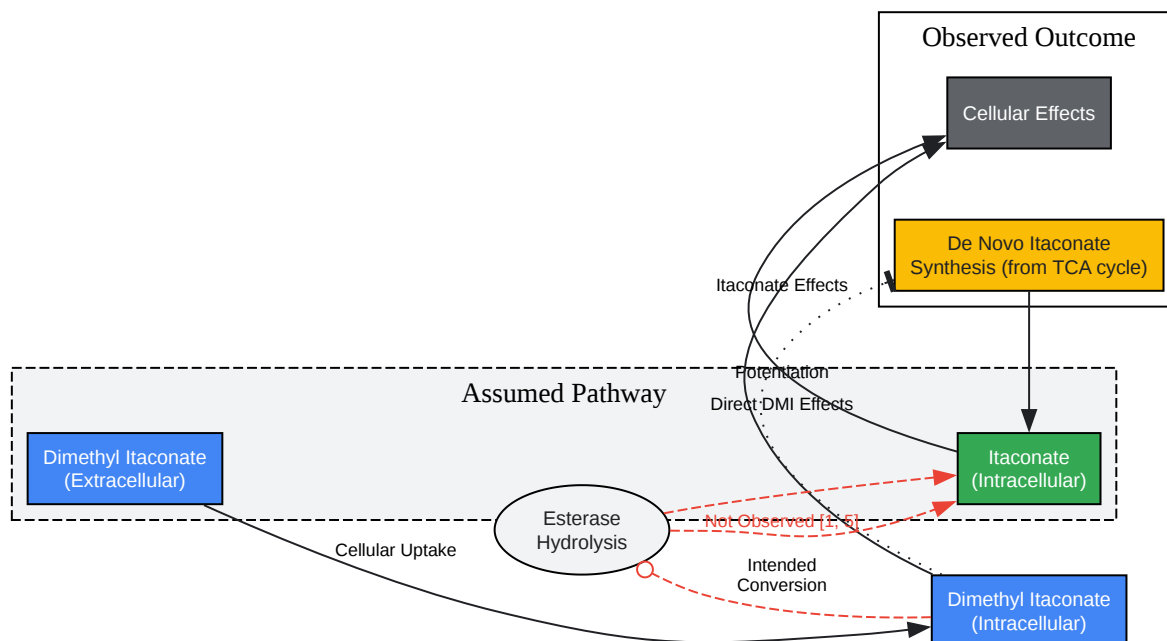 Observed Outcome
Cellular Effects
De Novo Itaconate
Synthesis (from TCA cycle)
Itaconate Effects
Potentiation
Direct DMI Effects
Assumed Pathway
Dimethyl Itaconate
(Extracellular)
Itaconate
(Intracellular)
Esterase
Hydrolysis
Not Observed [1, 5]
Cellular Uptake
Intended
Conversion
Dimethyl Itaconate
(Intracellular)